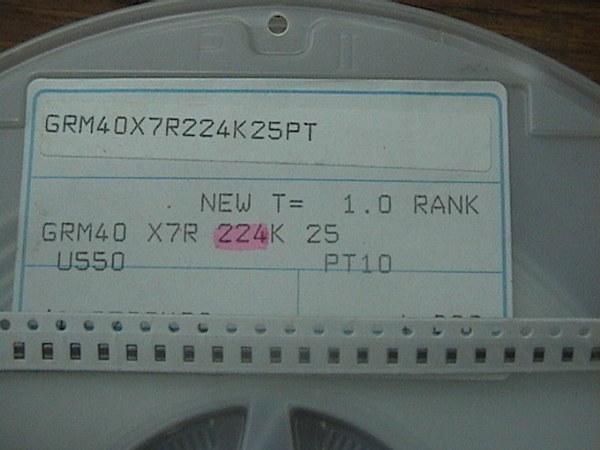 GRM40X7R224K25PT
NEW T= 1.0 RANK
GRM40 X7R 224K 25
U550 PT10